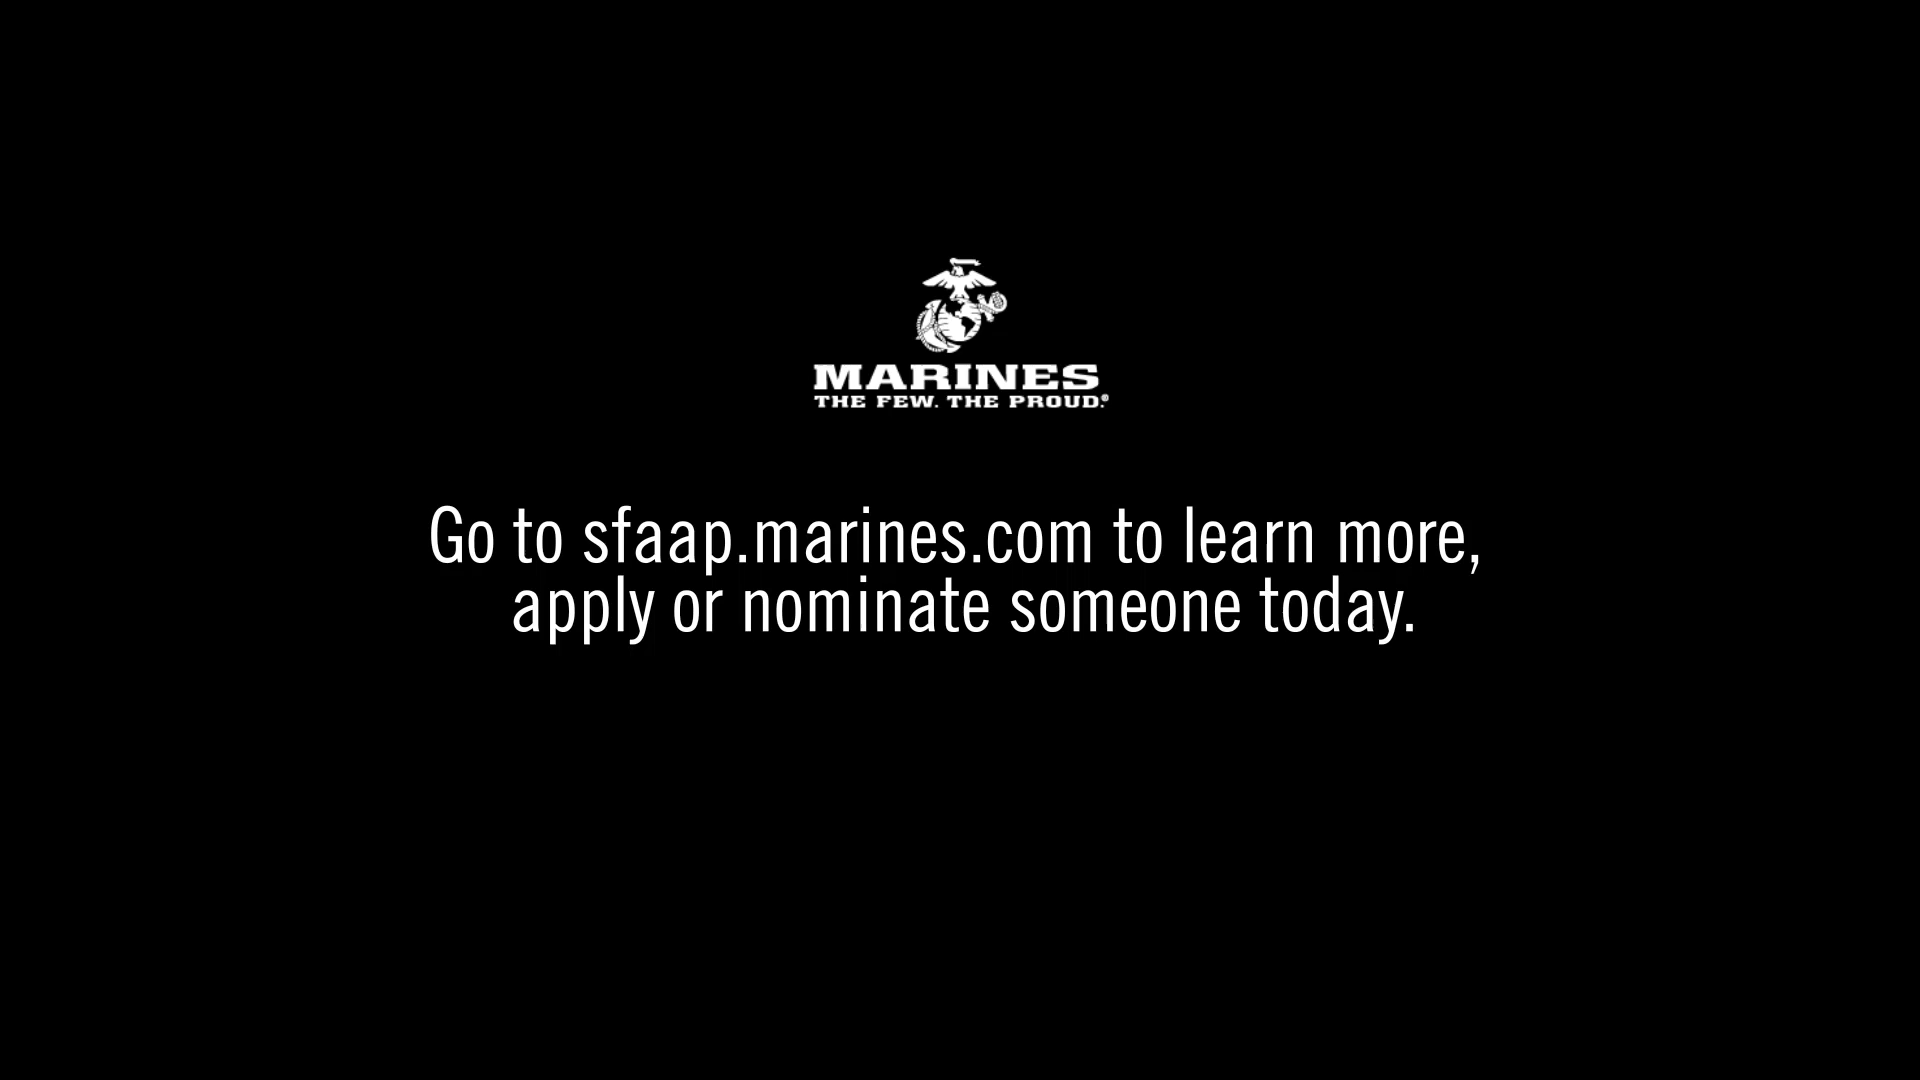 MARINES
THE FEW. THE PROUD.®
Go to sfaap.marines.com to learn more,
apply or nominate someone today.